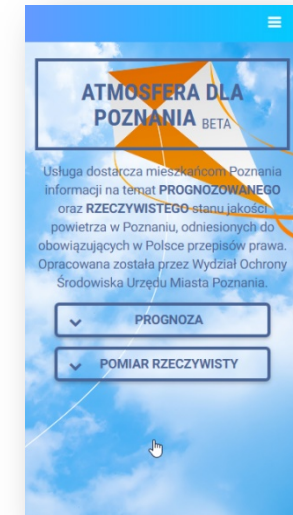 ATMOSFERA DLA
POZNANIA BETA
Usługa dostarcza mieszkańcom Poznania
informacji na temat PROGNOZOWANEGO
oraz RZECZYWISTEGO stanu jakości
powietrza w Poznaniu, odniesionych do
obowiązujących w Polsce przepisów prawa.
Opracowana została przez Wydział Ochrony
Środowiska Urzędu Miasta Poznania.
PROGNOZA
POMIAR RZECZYWISTY